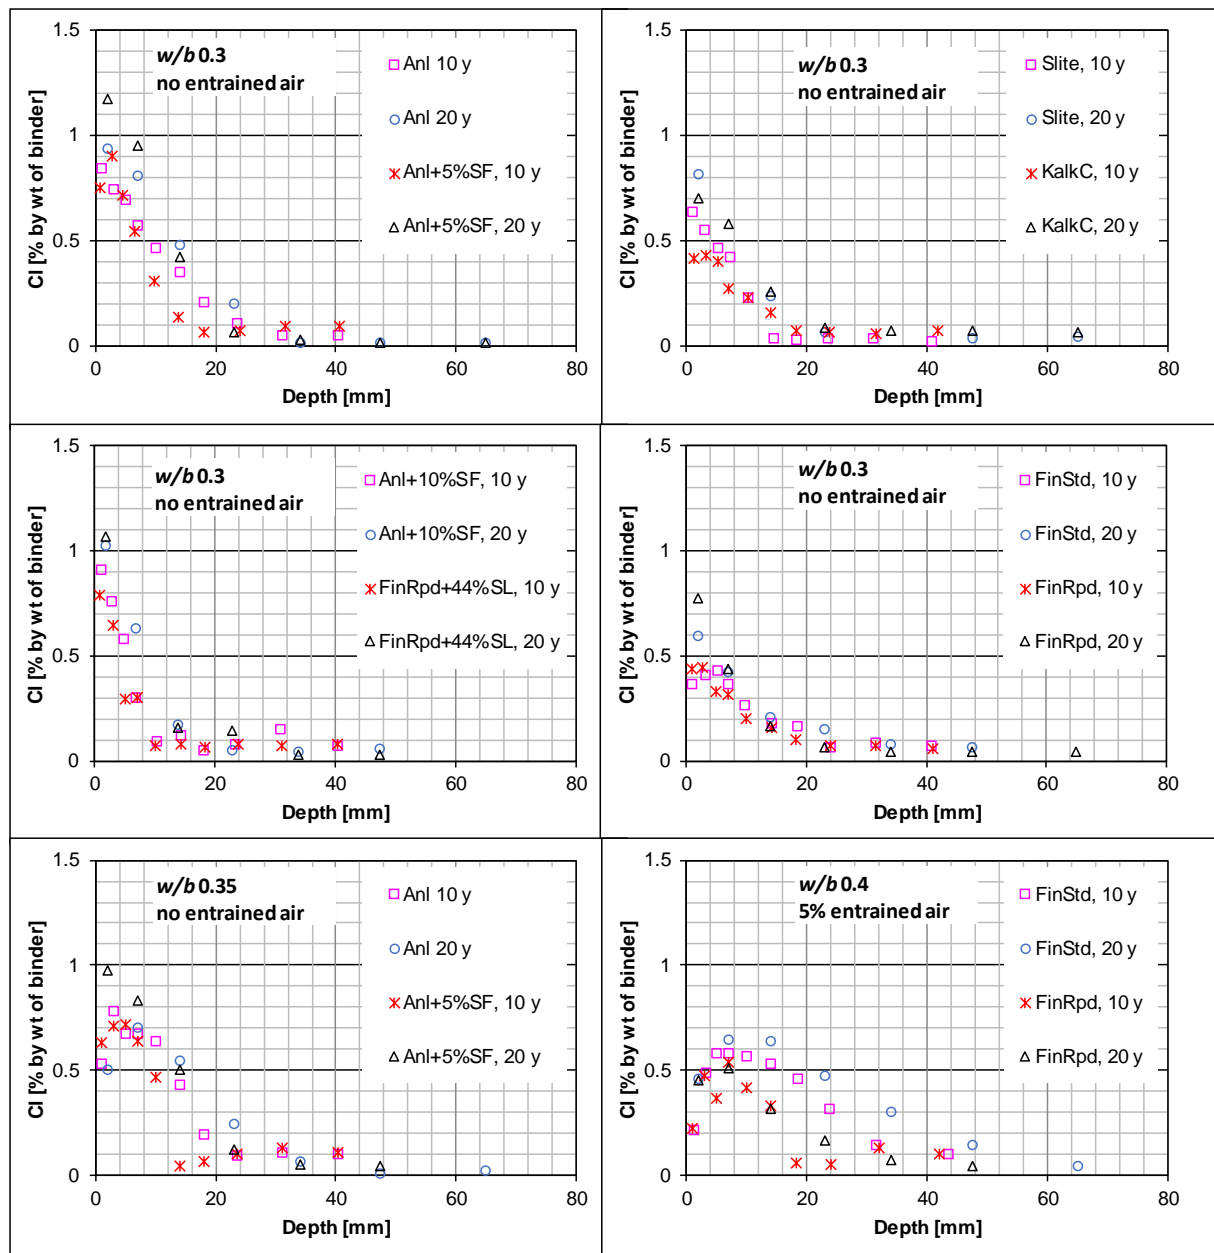 w/b 0.3
no entrained air
Anl 10 y
Anl 20 y
Anl+5%SF, 10 y
Anl+5%SF, 20 y
Cl [% by wt of binder]
1.5
1
0.5
0
0
20
40
60
80
Depth [mm]
w/b 0.3
no entrained air
Slite, 10 y
Slite, 20 y
KalkC, 10 y
KalkC, 20 y
Cl [% by wt of binder]
1.5
1
0.5
0
0
20
40
60
80
Depth [mm]
w/b 0.3
no entrained air
Anl+10%SF, 10 y
Anl+10%SF, 20 y
FinRpd+44%SL, 10 y
FinRpd+44%SL, 20 y
Cl [% by wt of binder]
1.5
1
0.5
0
0
20
40
60
80
Depth [mm]
w/b 0.3
no entrained air
FinStd, 10 y
FinStd, 20 y
FinRpd, 10 y
FinRpd, 20 y
Cl [% by wt of binder]
1.5
1
0.5
0
0
20
40
60
80
Depth [mm]
w/b 0.35
no entrained air
Anl 10 y
Anl 20 y
Anl+5%SF, 10 y
Anl+5%SF, 20 y
Cl [% by wt of binder]
1.5
1
0.5
0
0
20
40
60
80
Depth [mm]
w/b 0.4
5% entrained air
FinStd, 10 y
FinStd, 20 y
FinRpd, 10 y
FinRpd, 20 y
Cl [% by wt of binder]
1.5
1
0.5
0
0
20
40
60
80
Depth [mm]